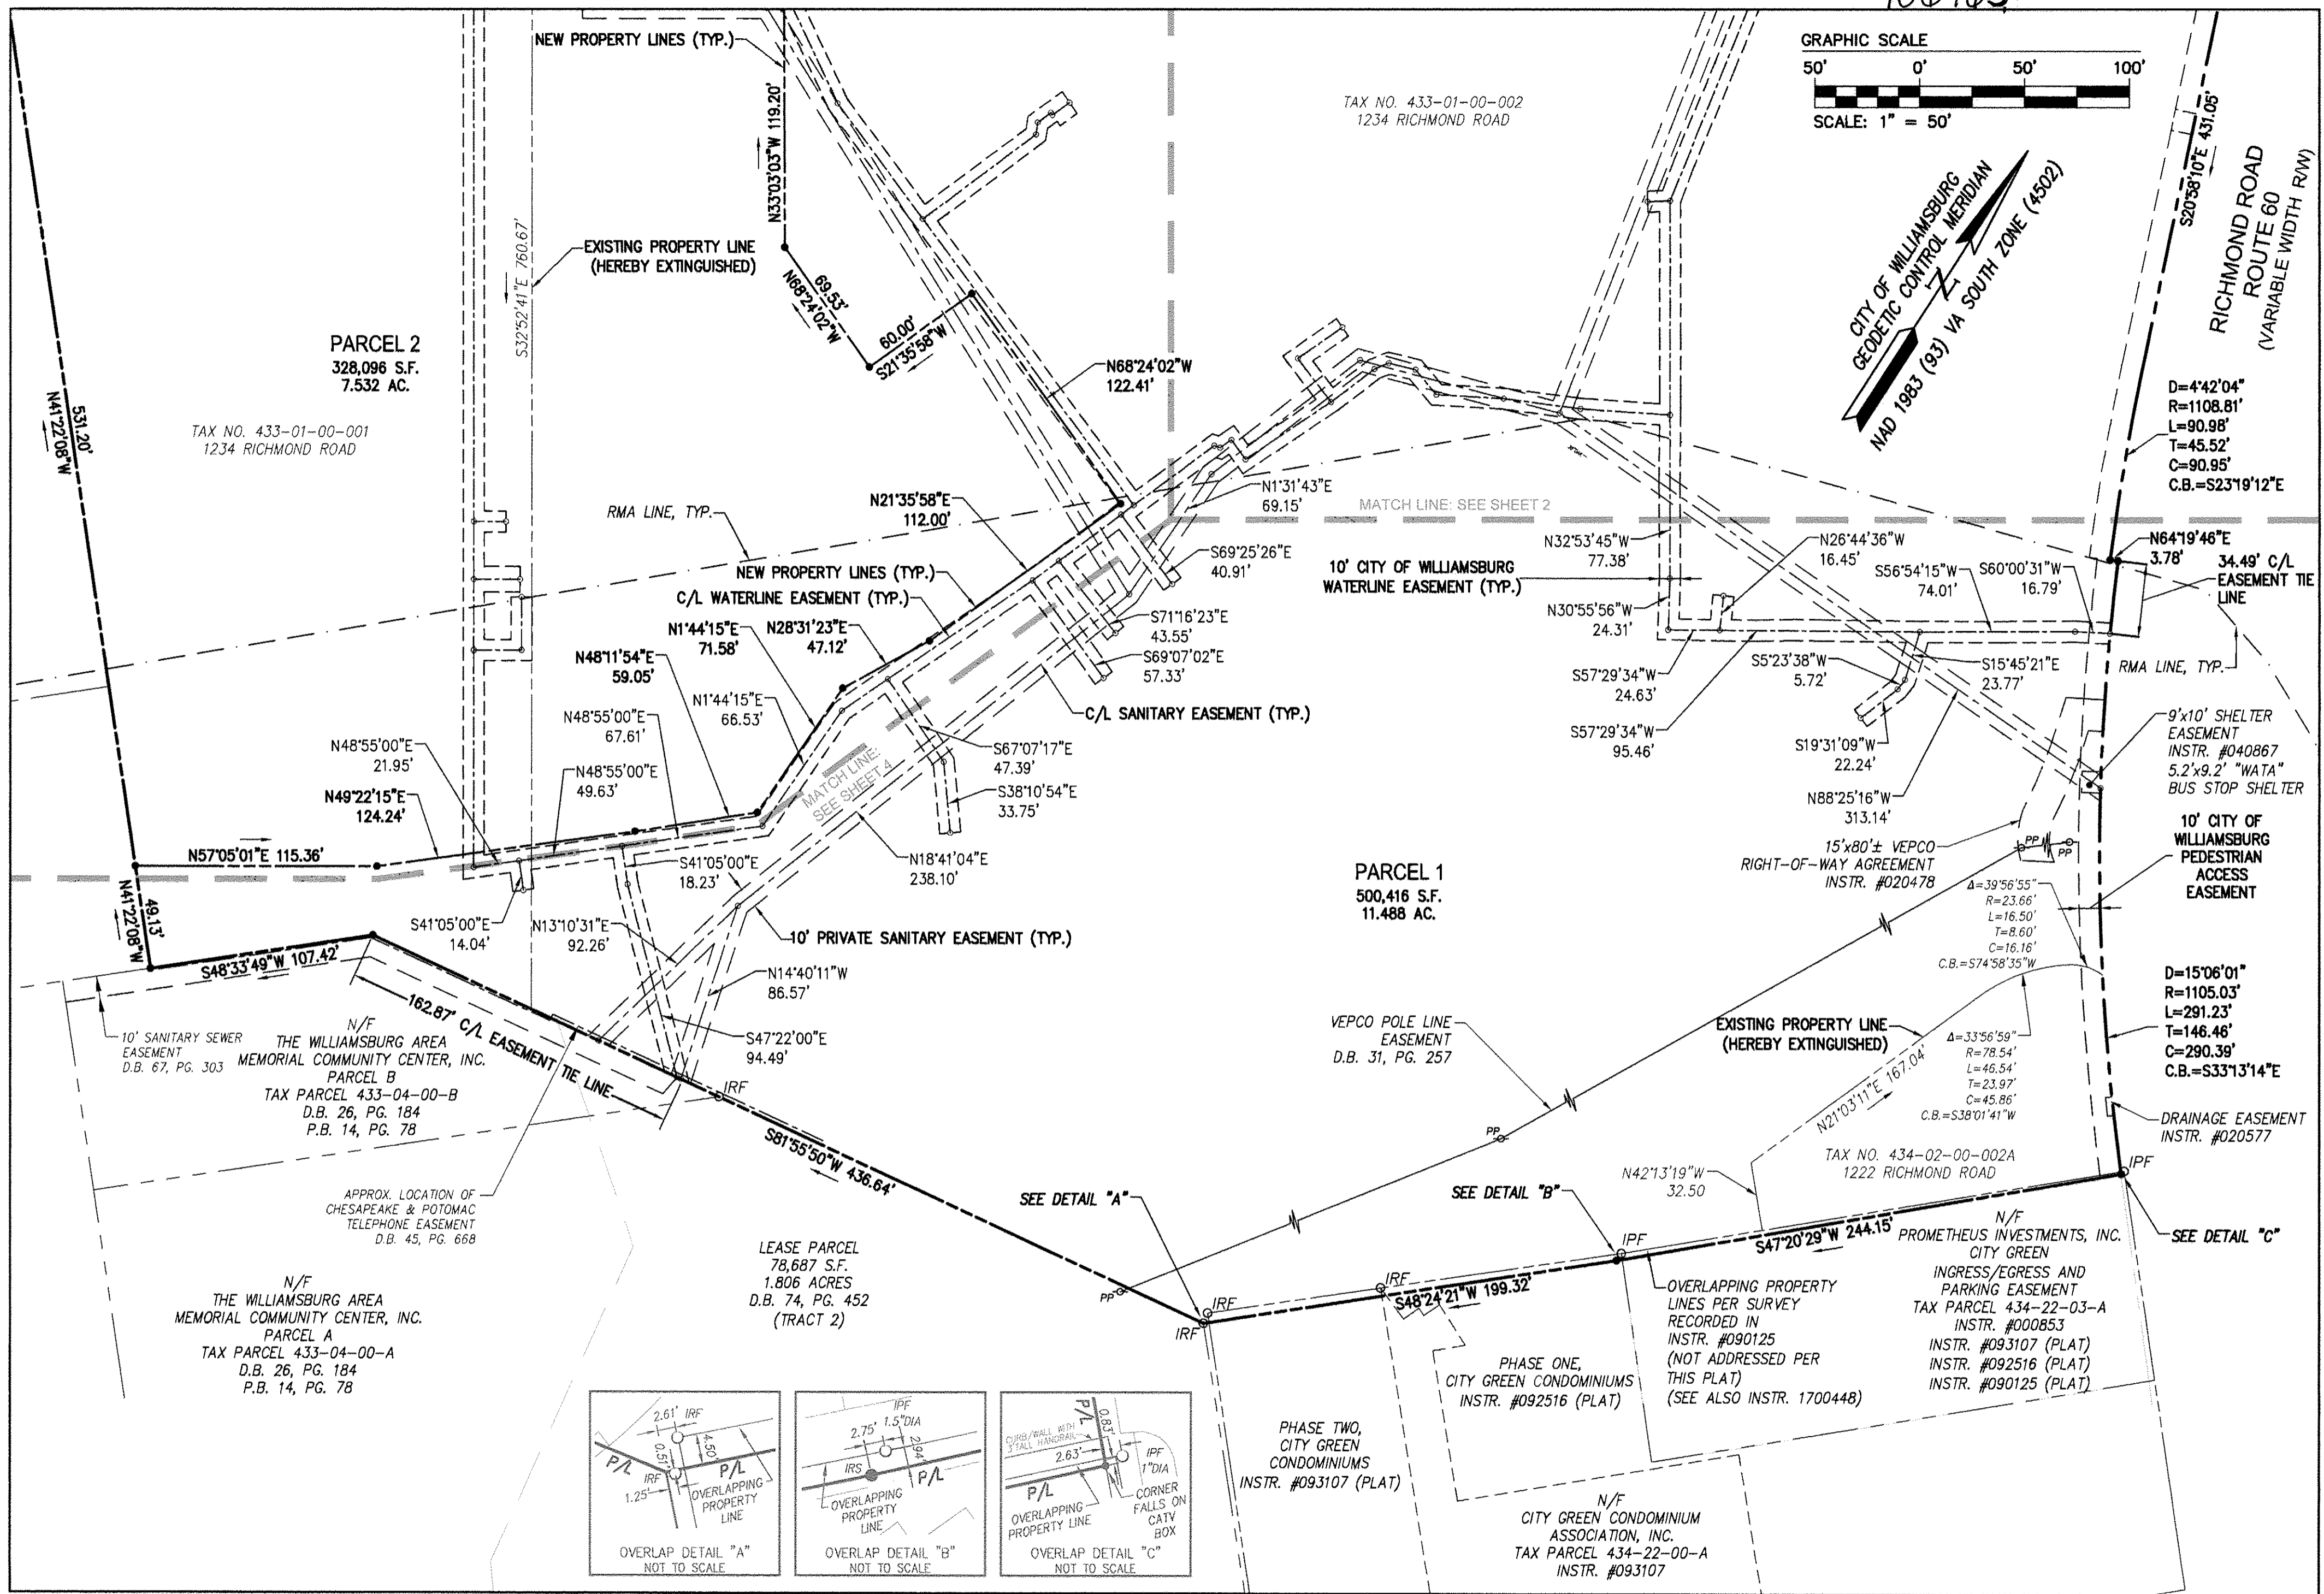 NEW PROPERTY LINES (TYP.)
N33°03'03"W 119.20'
EXISTING PROPERTY LINE
(HEREBY EXTINGUISHED)
S32°52'41"E 760.67'
69.53'
N68°24'02"W
60.00'
S21°35'58"W
N68°24'02"W
122.41'
TAX NO. 433-01-00-002
1234 RICHMOND ROAD
GRAPHIC SCALE
50' 0' 50' 100'
SCALE: 1" = 50'
CITY OF WILLIAMSBURG
GEODETIC CONTROL MERIDIAN
N
NAD 1983 (93) VA SOUTH ZONE (4502)
S20°58'10"E 431.05'
RICHMOND ROAD
ROUTE 60
(VARIABLE WIDTH R/W)
D=4°42'04"
R=1108.81'
L=90.98'
T=45.52'
C=90.95'
C.B.=S23°19'12"E
PARCEL 2
328,096 S.F.
7.532 AC.
TAX NO. 433-01-00-001
1234 RICHMOND ROAD
531.20'
N41°22'08"W
RMA LINE, TYP.
N21°35'58"E
112.00'
NEW PROPERTY LINES (TYP.)
C/L WATERLINE EASEMENT (TYP.)
N1°44'15"E
71.58'
N28°31'23"E
47.12'
N48°11'54"E
59.05'
N1°44'15"E
66.53'
N48°55'00"E
67.61'
N48°55'00"E
21.95'
N48°55'00"E
49.63'
N49°22'15"E
124.24'
N57°05'01"E 115.36'
49.13'
N41°22'08"W
S48°33'49"W 107.42'
N1°31'43"E
69.15'
MATCH LINE: SEE SHEET 2
S69°25'26"E
40.91'
S71°16'23"E
43.55'
S69°07'02"E
57.33'
C/L SANITARY EASEMENT (TYP.)
MATCH LINE:
SEE SHEET 4
S67°07'17"E
47.39'
S38°10'54"E
33.75'
N18°41'04"E
238.10'
S41°05'00"E
18.23'
S41°05'00"E
14.04'
N13°10'31"E
92.26'
10' PRIVATE SANITARY EASEMENT (TYP.)
N14°40'11"W
86.57'
S47°22'00"E
94.49'
10' CITY OF WILLIAMSBURG
WATERLINE EASEMENT (TYP.)
N32°53'45"W
77.38'
N30°55'56"W
24.31'
N26°44'36"W
16.45'
S56°54'15"W
74.01'
S60°00'31"W
16.79'
N64°19'46"E
3.78'
34.49' C/L
EASEMENT TIE
LINE
S57°29'34"W
24.63'
S57°29'34"W
95.46'
S5°23'38"W
5.72'
S15°45'21"E
23.77'
S19°31'09"W
22.24'
N88°25'16"W
313.14'
RMA LINE, TYP.
9'x10' SHELTER
EASEMENT
INSTR. #040867
5.2'x9.2' "WATA"
BUS STOP SHELTER
10' CITY OF
WILLIAMSBURG
PEDESTRIAN
ACCESS
EASEMENT
15'x80'± VEPCO
RIGHT-OF-WAY AGREEMENT
INSTR. #020478
PP
PP
Δ=39°56'55"
R=23.66'
L=16.50'
T=8.60'
C=16.16'
C.B.=S74°58'35"W
PARCEL 1
500,416 S.F.
11.488 AC.
D=15°06'01"
R=1105.03'
L=291.23'
T=146.46'
C=290.39'
C.B.=S33°13'14"E
VEPCO POLE LINE
EASEMENT
D.B. 31, PG. 257
EXISTING PROPERTY LINE
(HEREBY EXTINGUISHED)
Δ=33°56'59"
R=78.54'
L=46.54'
T=23.97'
C=45.86'
C.B.=S38°01'41"W
N21°03'11"E 167.04'
DRAINAGE EASEMENT
INSTR. #020577
TAX NO. 434-02-00-002A
1222 RICHMOND ROAD
N42°13'19"W
32.50
10' SANITARY SEWER
EASEMENT
D.B. 67, PG. 303
N/F
THE WILLIAMSBURG AREA
MEMORIAL COMMUNITY CENTER, INC.
PARCEL B
TAX PARCEL 433-04-00-B
D.B. 26, PG. 184
P.B. 14, PG. 78
162.87' C/L EASEMENT TIE LINE
IRF
S81°55'50"W 436.64'
APPROX. LOCATION OF
CHESAPEAKE & POTOMAC
TELEPHONE EASEMENT
D.B. 45, PG. 668
N/F
THE WILLIAMSBURG AREA
MEMORIAL COMMUNITY CENTER, INC.
PARCEL A
TAX PARCEL 433-04-00-A
D.B. 26, PG. 184
P.B. 14, PG. 78
LEASE PARCEL
78,687 S.F.
1.806 ACRES
D.B. 74, PG. 452
(TRACT 2)
SEE DETAIL "A"
PP
PP
IRF
IRF
IRF
S48°24'21"W 199.32'
SEE DETAIL "B"
IPF
S47°20'29"W 244.15'
IPF
SEE DETAIL "C"
OVERLAPPING PROPERTY
LINES PER SURVEY
RECORDED IN
INSTR. #090125
(NOT ADDRESSED PER
THIS PLAT)
(SEE ALSO INSTR. 1700448)
N/F
PROMETHEUS INVESTMENTS, INC.
CITY GREEN
INGRESS/EGRESS AND
PARKING EASEMENT
TAX PARCEL 434-22-03-A
INSTR. #000853
INSTR. #093107 (PLAT)
INSTR. #092516 (PLAT)
INSTR. #090125 (PLAT)
PHASE ONE,
CITY GREEN CONDOMINIUMS
INSTR. #092516 (PLAT)
PHASE TWO,
CITY GREEN
CONDOMINIUMS
INSTR. #093107 (PLAT)
N/F
CITY GREEN CONDOMINIUM
ASSOCIATION, INC.
TAX PARCEL 434-22-00-A
INSTR. #093107
2.61' IRF
4.50'
0.51'
P/L
IRF
P/L
1.25'
OVERLAPPING
PROPERTY
LINE
OVERLAP DETAIL "A"
NOT TO SCALE
IPF
1.5"DIA
2.75'
2.94'
IRS
P/L
OVERLAPPING
PROPERTY
LINE
OVERLAP DETAIL "B"
NOT TO SCALE
P/L
0.83'
CURB/WALL WITH
3' TALL HANDRAIL
2.63'
IPF
1"DIA
P/L
OVERLAPPING
PROPERTY LINE
CORNER
FALLS ON
CATV
BOX
OVERLAP DETAIL "C"
NOT TO SCALE